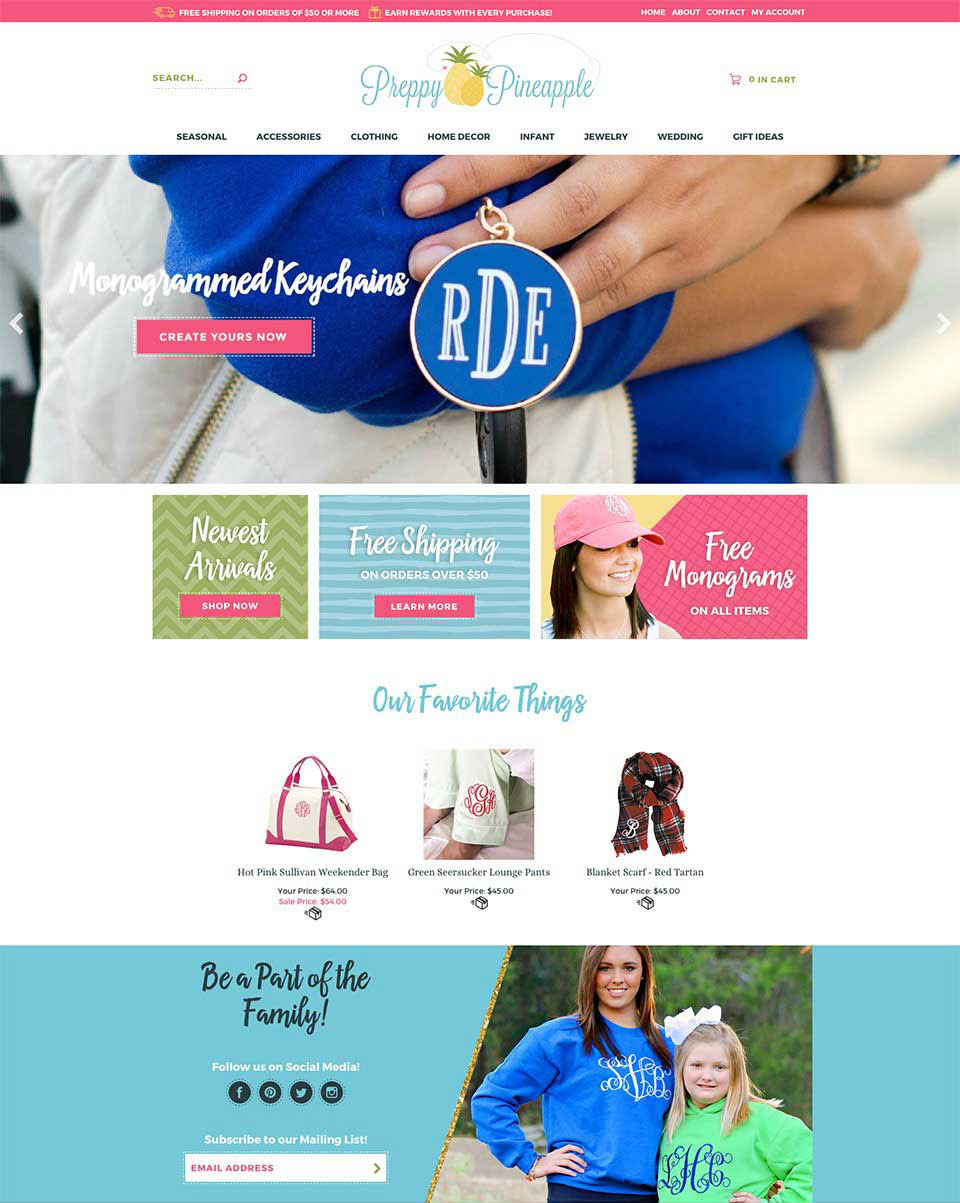 FREE SHIPPING ON ORDERS OF $50 OR MORE EARN REWARDS WITH EVERY PURCHASE! HOME ABOUT CONTACT MY ACCOUNT
SEARCH... Preppy Pineapple 0 IN CART
SEASONAL ACCESSORIES CLOTHING HOME DECOR INFANT JEWELRY WEDDING GIFT IDEAS
Monogrammed Keychains
CREATE YOURS NOW
RDE
Newest
Arrivals
SHOP NOW
Free Shipping
ON ORDERS OVER $50
LEARN MORE
Free
Monograms
ON ALL ITEMS
Our Favorite Things
B
Hot Pink Sullivan Weekender Bag
Your Price: $64.00
Sale Price: $54.00
Green Seersucker Lounge Pants
Your Price: $45.00
Blanket Scarf - Red Tartan
Your Price: $45.00
Be a Part of the
Family!
Follow us on Social Media!
Subscribe to our Mailing List!
EMAIL ADDRESS
SVB
LHC